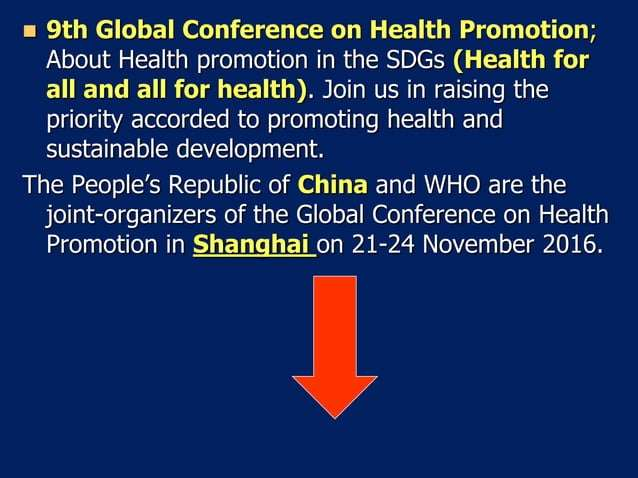 9th Global Conference on Health Promotion;
About Health promotion in the SDGs (Health for
all and all for health). Join us in raising the
priority accorded to promoting health and
sustainable development.
The People’s Republic of China and WHO are the
joint-organizers of the Global Conference on Health
Promotion in Shanghai on 21-24 November 2016.